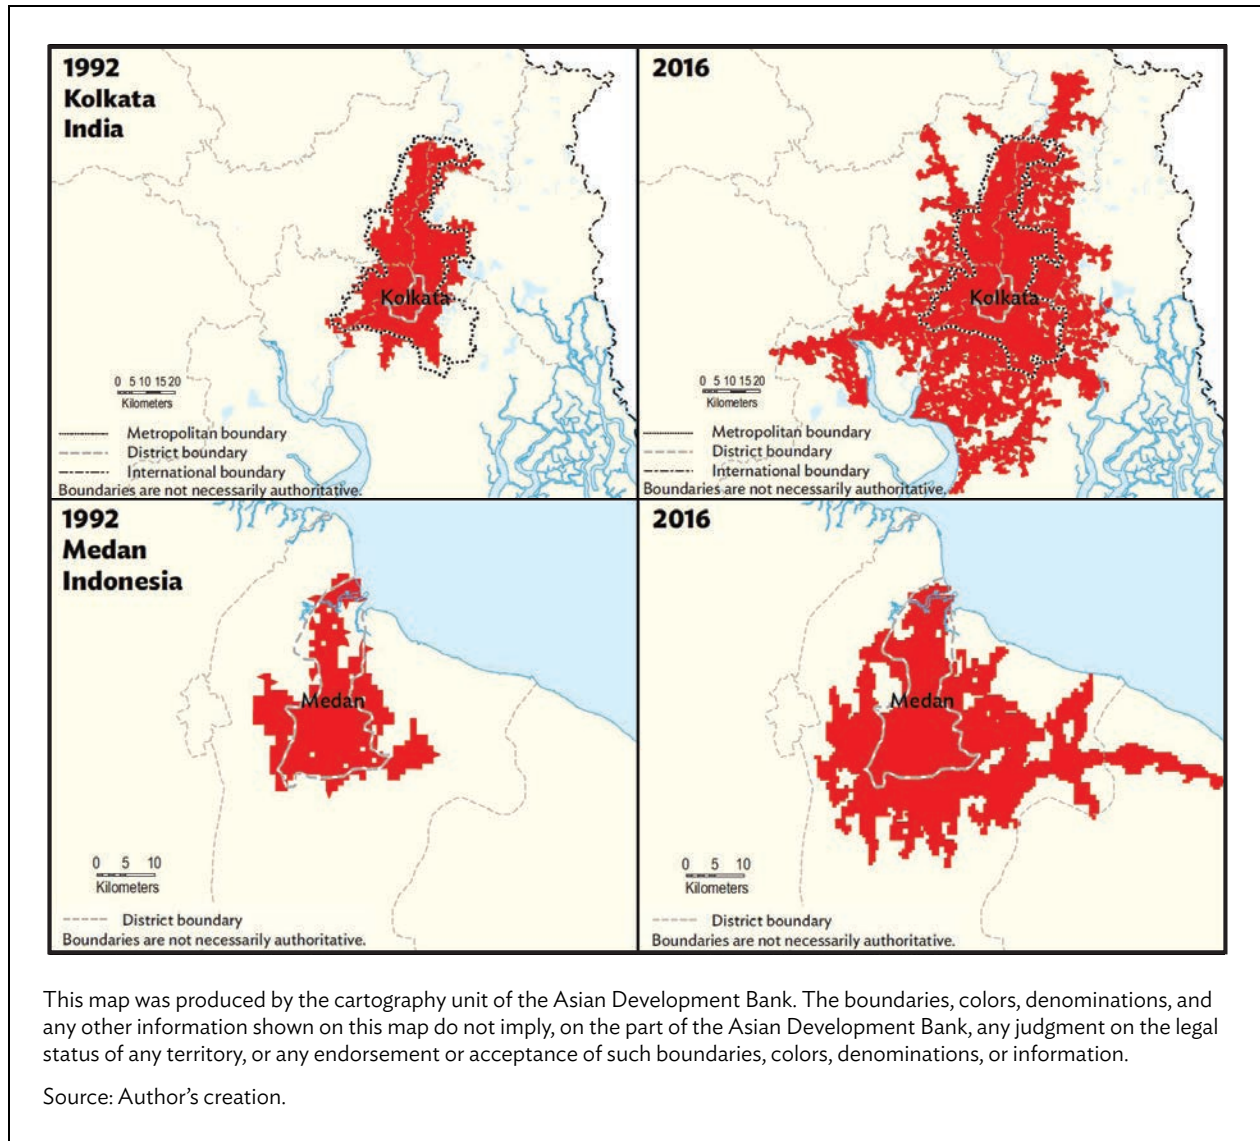 1992
Kolkata
India
Kolkata
0 5 10 15 20
Kilometers
Metropolitan boundary
District boundary
International boundary
Boundaries are not necessarily authoritative.
2016
Kolkata
0 5 10 15 20
Kilometers
Metropolitan boundary
District boundary
International boundary
Boundaries are not necessarily authoritative.
1992
Medan
Indonesia
Medan
0 5 10
Kilometers
District boundary
Boundaries are not necessarily authoritative.
2016
Medan
0 5 10
Kilometers
District boundary
Boundaries are not necessarily authoritative.
This map was produced by the cartography unit of the Asian Development Bank. The boundaries, colors, denominations, and
any other information shown on this map do not imply, on the part of the Asian Development Bank, any judgment on the legal
status of any territory, or any endorsement or acceptance of such boundaries, colors, denominations, or information.
Source: Author’s creation.